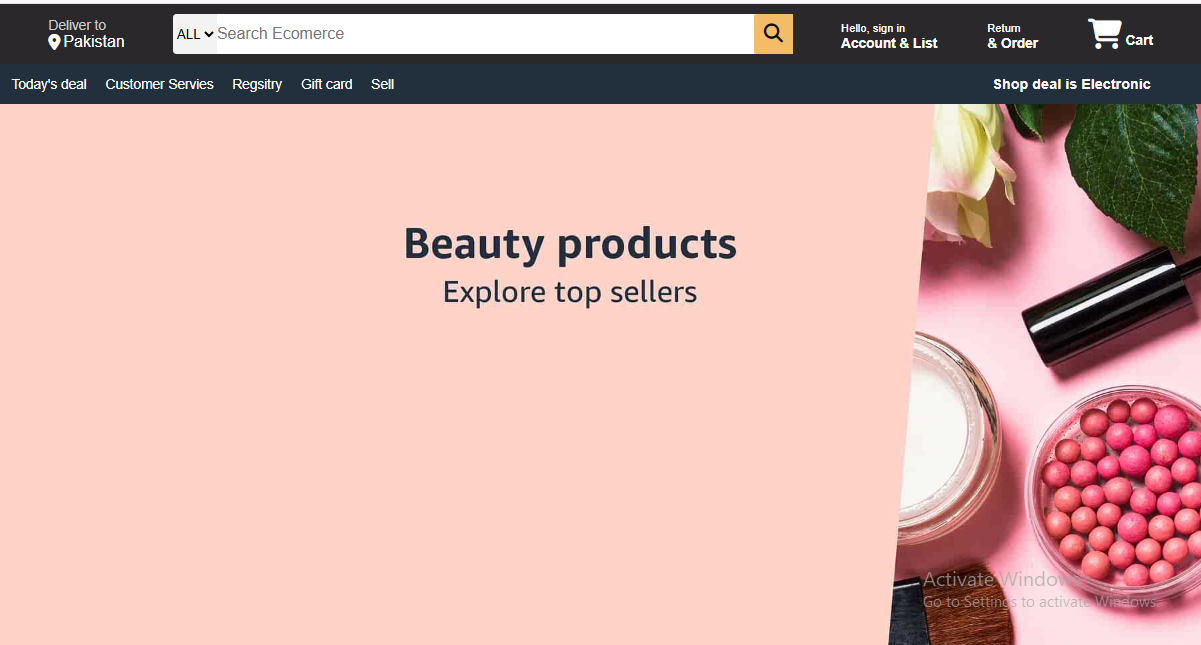 Deliver to
Pakistan
ALL
Search Ecomerce
Hello, sign in
Account & List
Return
& Order
Cart
Today's deal
Customer Servies
Regsitry
Gift card
Sell
Shop deal is Electronic
Beauty products
Explore top sellers
Activate Windows
Go to Settings to activate Windows.